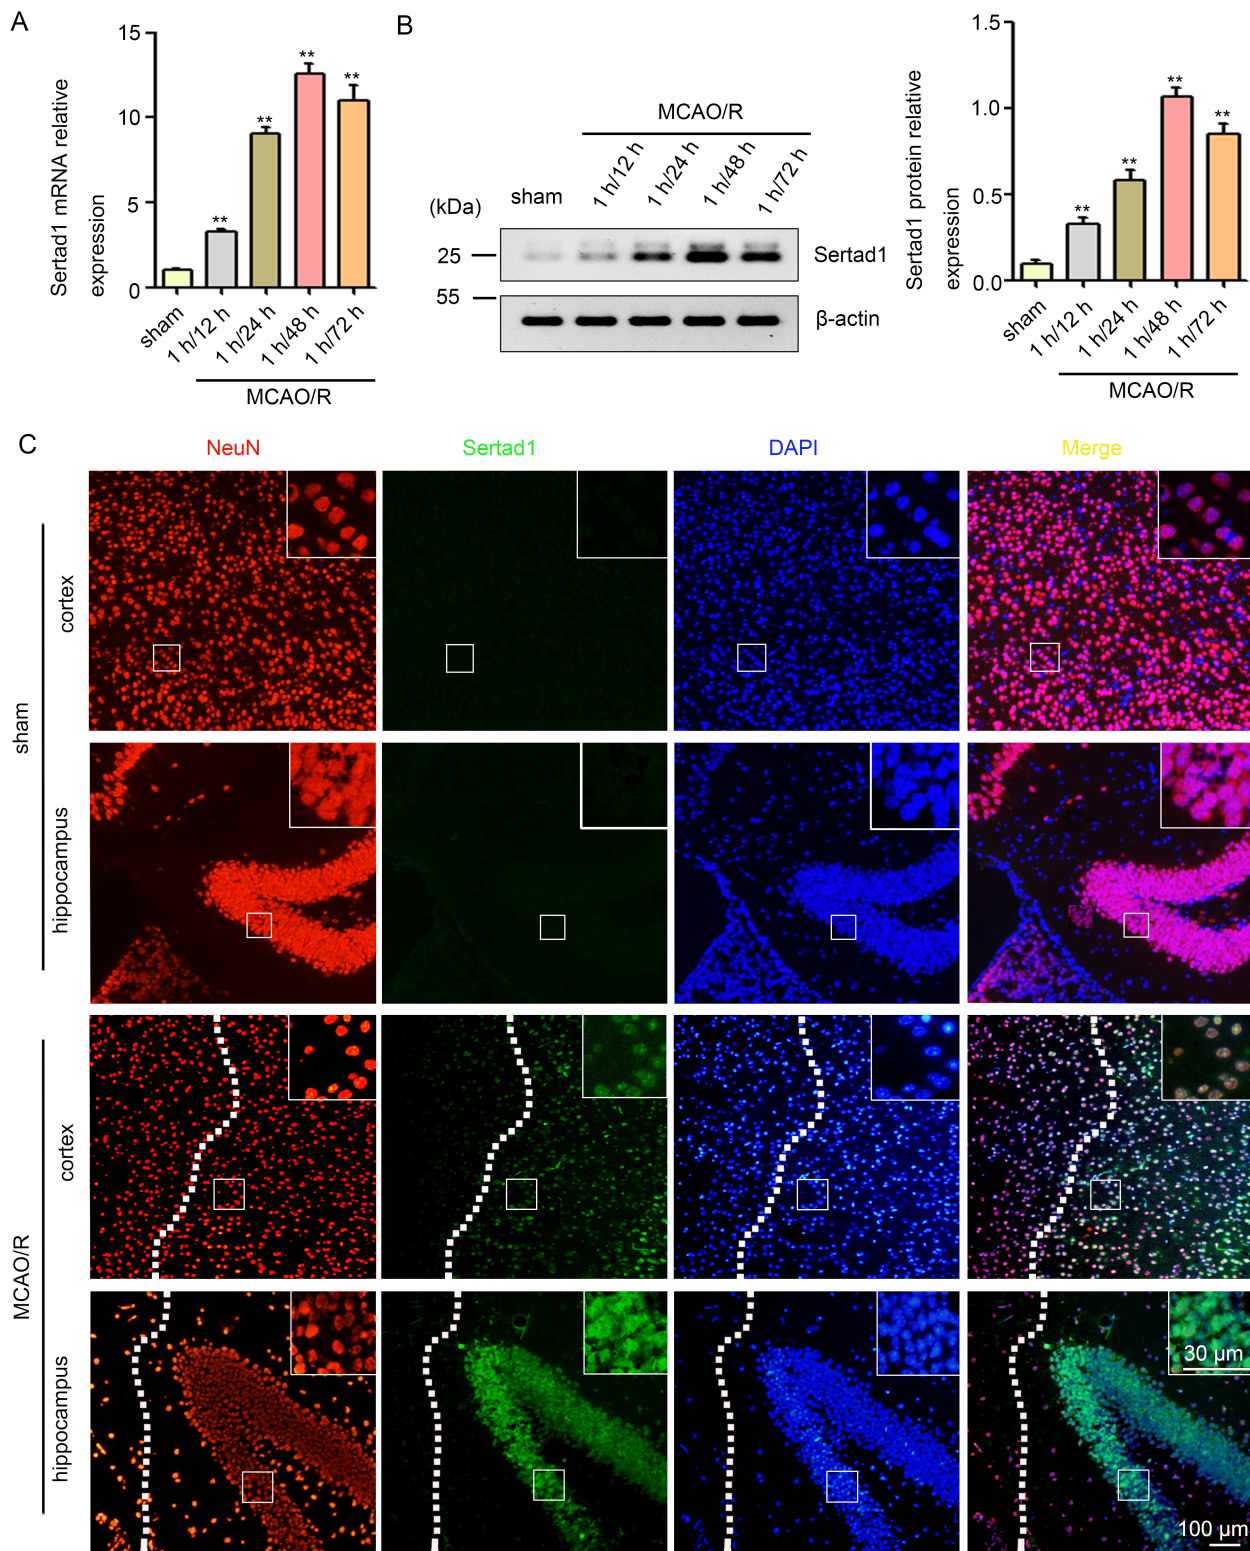 A
Sertad1 mRNA relative
expression
15
10
5
0
**
**
**
**
sham
1 h/12 h
1 h/24 h
1 h/48 h
1 h/72 h
MCAO/R
B
MCAO/R
(kDa)
sham
1 h/12 h
1 h/24 h
1 h/48 h
1 h/72 h
25
Sertad1
55
β-actin
Sertad1 protein relative
expression
1.5
1.0
0.5
0.0
**
**
**
**
sham
1 h/12 h
1 h/24 h
1 h/48 h
1 h/72 h
MCAO/R
C
NeuN
Sertad1
DAPI
Merge
sham
cortex
hippocampus
MCAO/R
cortex
hippocampus
30 μm
100 μm